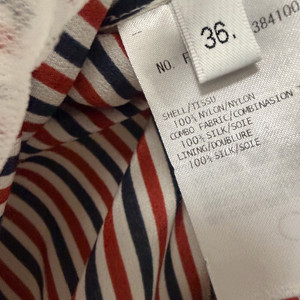 36.
384100
NO.
SHELL/TISSU
100% NYLON/NYLON
COMBO FABRIC/COMBINAISON
100% SILK/SOIE
LINING/DOUBLURE
100% SILK/SOIE